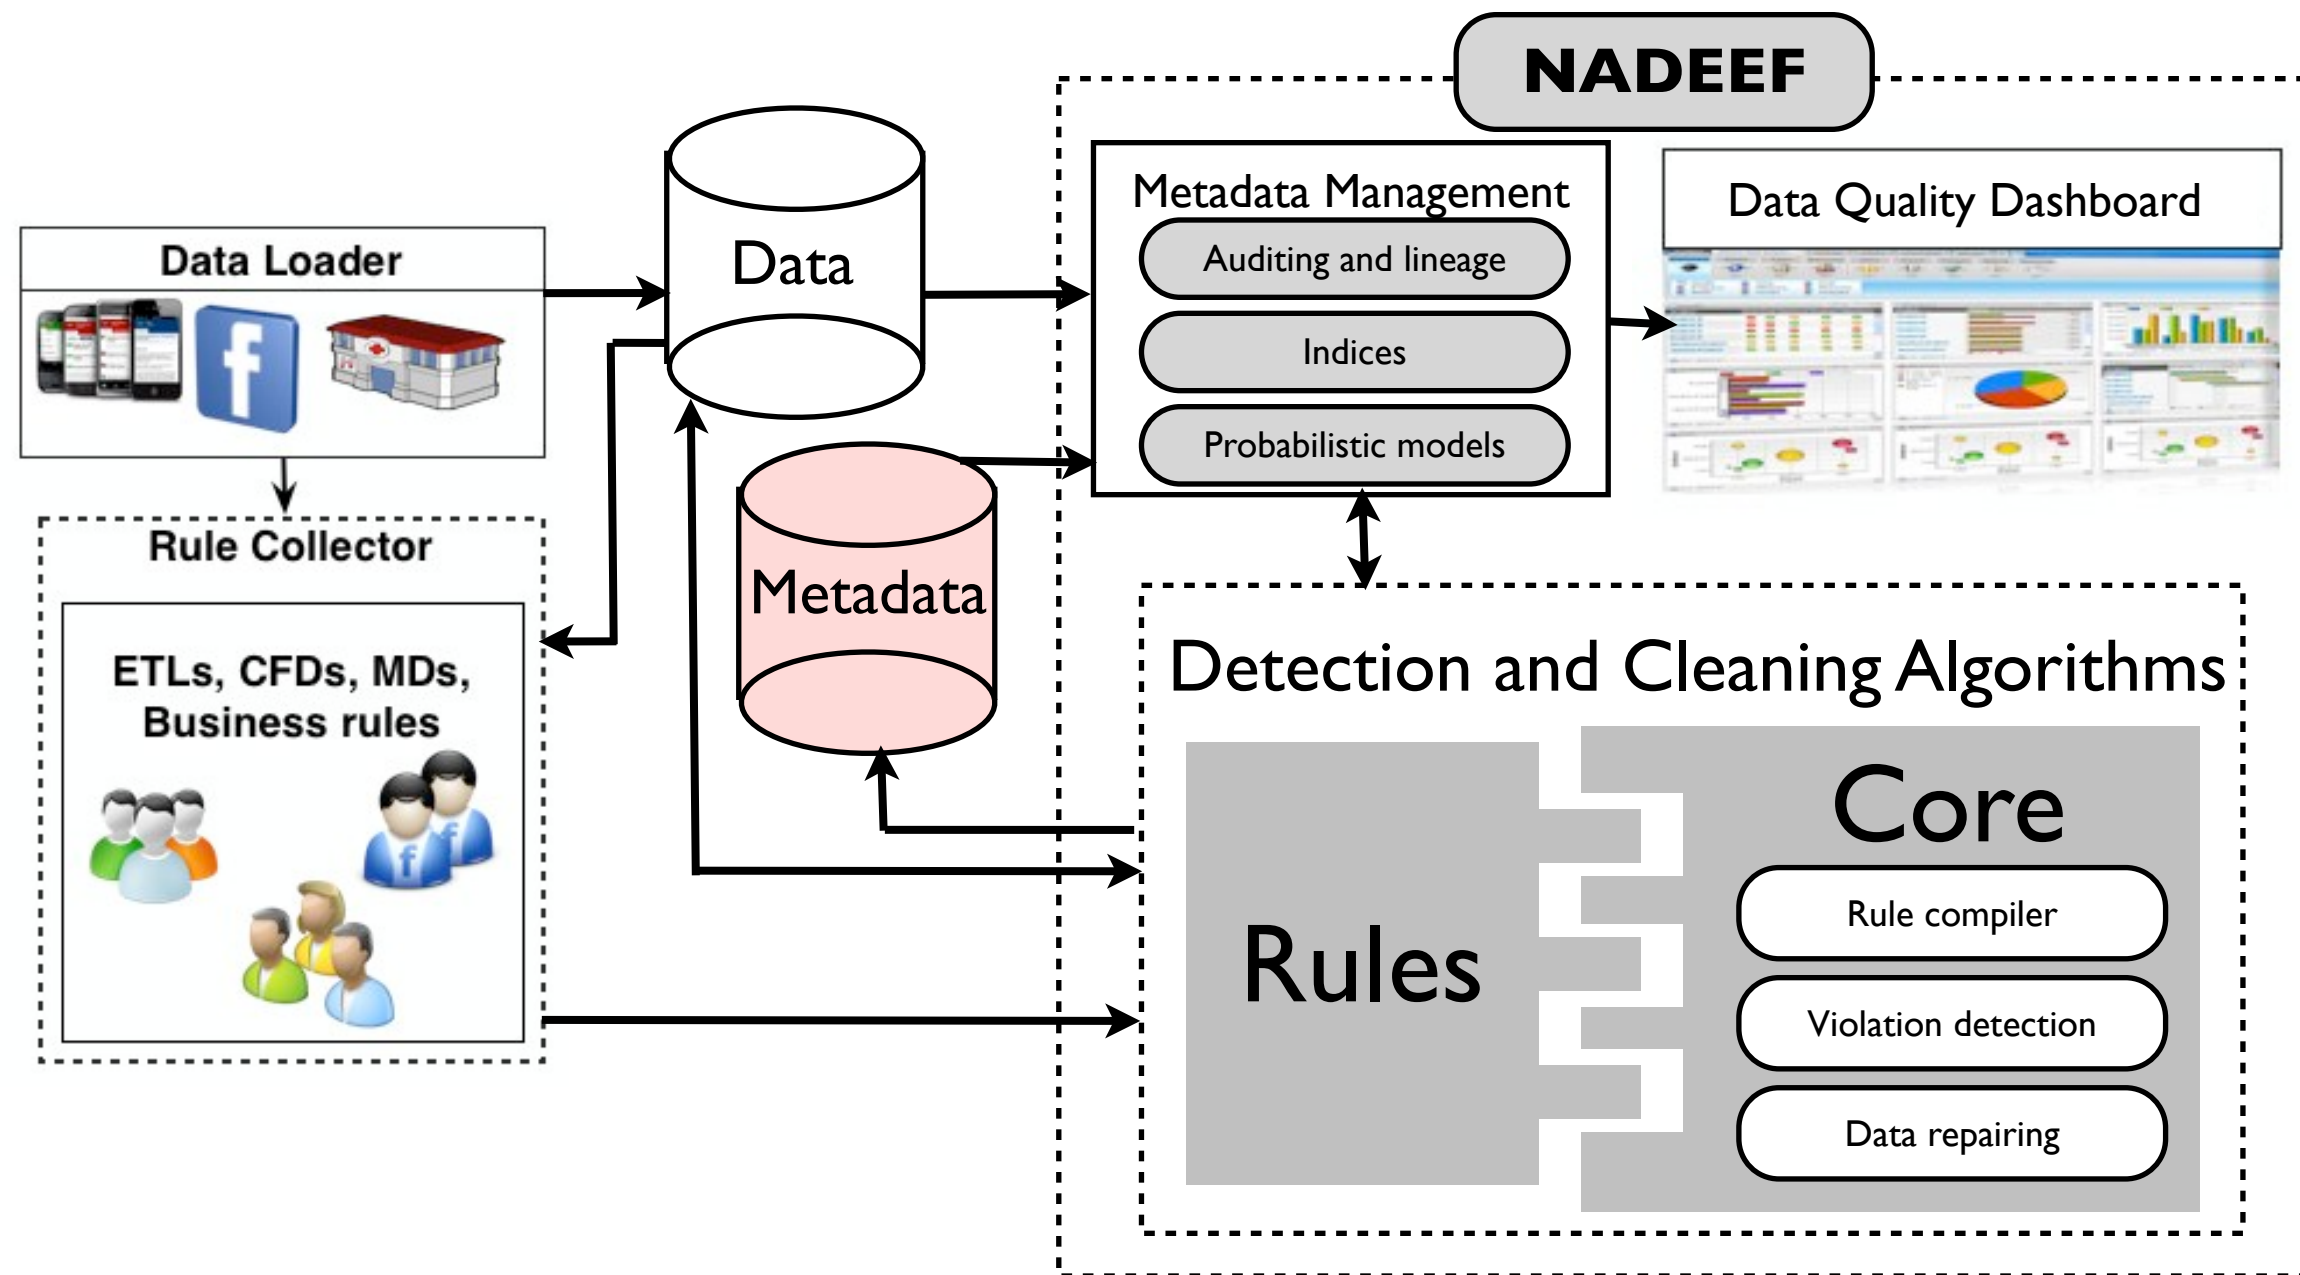 NADEEF
Data Loader
Data
Metadata Management
Auditing and lineage
Indices
Probabilistic models
Data Quality Dashboard
Rule Collector
ETLs, CFDs, MDs,
Business rules
Metadata
Detection and Cleaning Algorithms
Rules
Core
Rule compiler
Violation detection
Data repairing